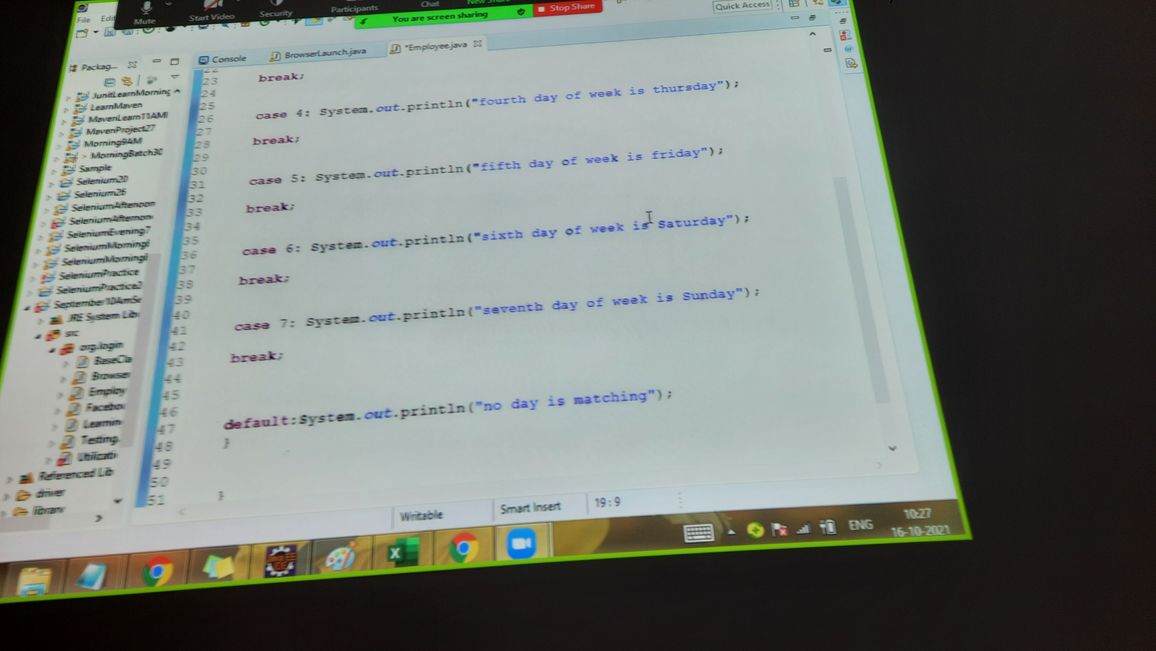 Mute
Start Video
Security
Participants
Chat
You are screen sharing
Stop Share
File
Quick Access
Packag...
Console
BrowserLaunch.java
*Employee.java
JunitLearnMorning
LearnMaven
MavenLearn11AM
MavenProject27
Morning9AM
> MorningBatch30
Sample
Selenium20
Selenium26
SeleniumAfternoon
SeleniumAfternoon
SeleniumEvening7
SeleniumMorning
SeleniumMorning
SeleniumPractice
SeleniumPractice2
September10AmSe
JRE System Lib
src
org.login
BaseCla
Browser
Employ
Facebo
Learnin
Testing.
Utilizati
Referenced Lib
driver
library
22
23 break;
24
25 case 4: System.out.println("fourth day of week is thursday");
26
27 break;
28
29
30 case 5: System.out.println("fifth day of week is friday");
31
32 break;
33
34
35 case 6: System.out.println("sixth day of week is Saturday");
36
37 break;
38
39
40 case 7: System.out.println("seventh day of week is Sunday");
41
42 break;
43
44
45
46 default:System.out.println("no day is matching");
47 }
48
49
50 }
51
Writable
Smart Insert
19:9
ENG
10:27
16-10-2021